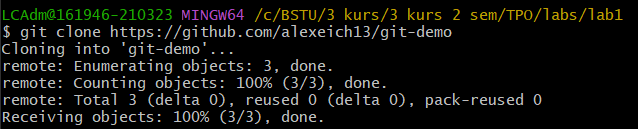 LCAdm@161946-210323 MINGW64 /c/BSTU/3 kurs/3 kurs 2 sem/TPO/labs/lab1
$ git clone https://github.com/alexeich13/git-demo
Cloning into 'git-demo'...
remote: Enumerating objects: 3, done.
remote: Counting objects: 100% (3/3), done.
remote: Total 3 (delta 0), reused 0 (delta 0), pack-reused 0
Receiving objects: 100% (3/3), done.